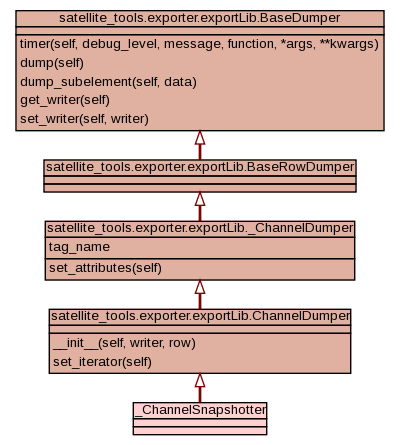 satellite_tools.exporter.exportLib.BaseDumper
timer(self, debug_level, message, function, *args, **kwargs)
dump(self)
dump_subelement(self, data)
get_writer(self)
set_writer(self, writer)
satellite_tools.exporter.exportLib.BaseRowDumper
satellite_tools.exporter.exportLib._ChannelDumper
tag_name
set_attributes(self)
satellite_tools.exporter.exportLib.ChannelDumper
__init__(self, writer, row)
set_iterator(self)
_ChannelSnapshotter